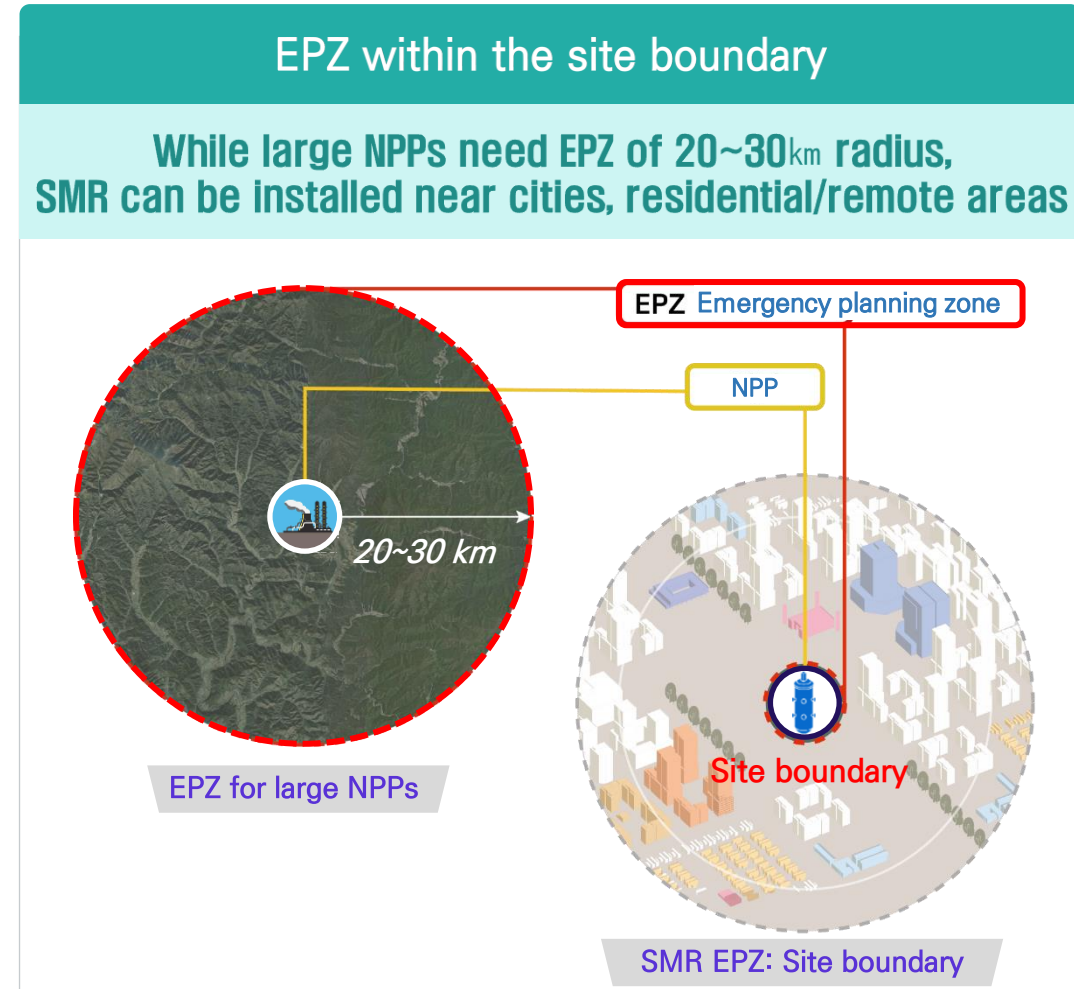 EPZ within the site boundary
While large NPPs need EPZ of 20~30km radius,
SMR can be installed near cities, residential/remote areas
EPZ Emergency planning zone
NPP
20~30 km
Site boundary
EPZ for large NPPs
SMR EPZ: Site boundary